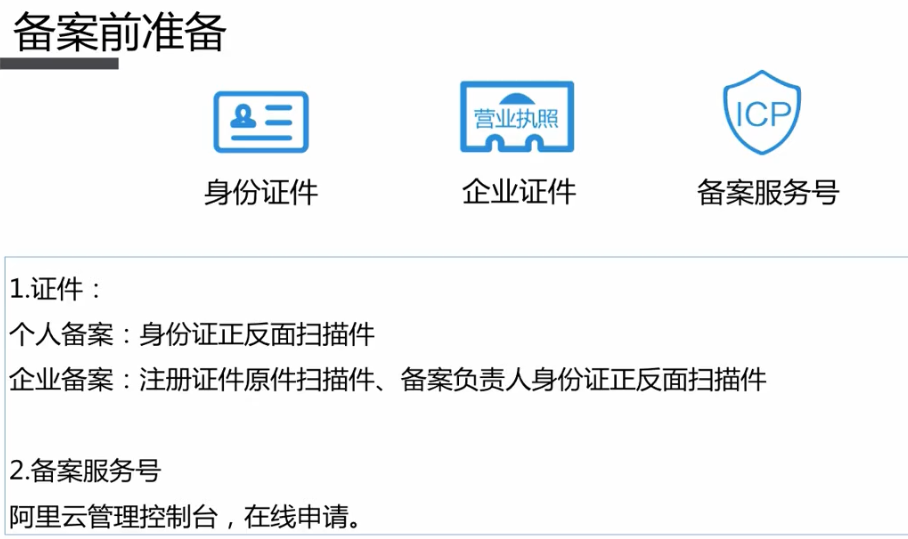 备案前准备
营业执照
ICP
身份证件
企业证件
备案服务号
1.证件：
个人备案：身份证正反面扫描件
企业备案：注册证件原件扫描件、备案负责人身份证正反面扫描件
2.备案服务号
阿里云管理控制台，在线申请。